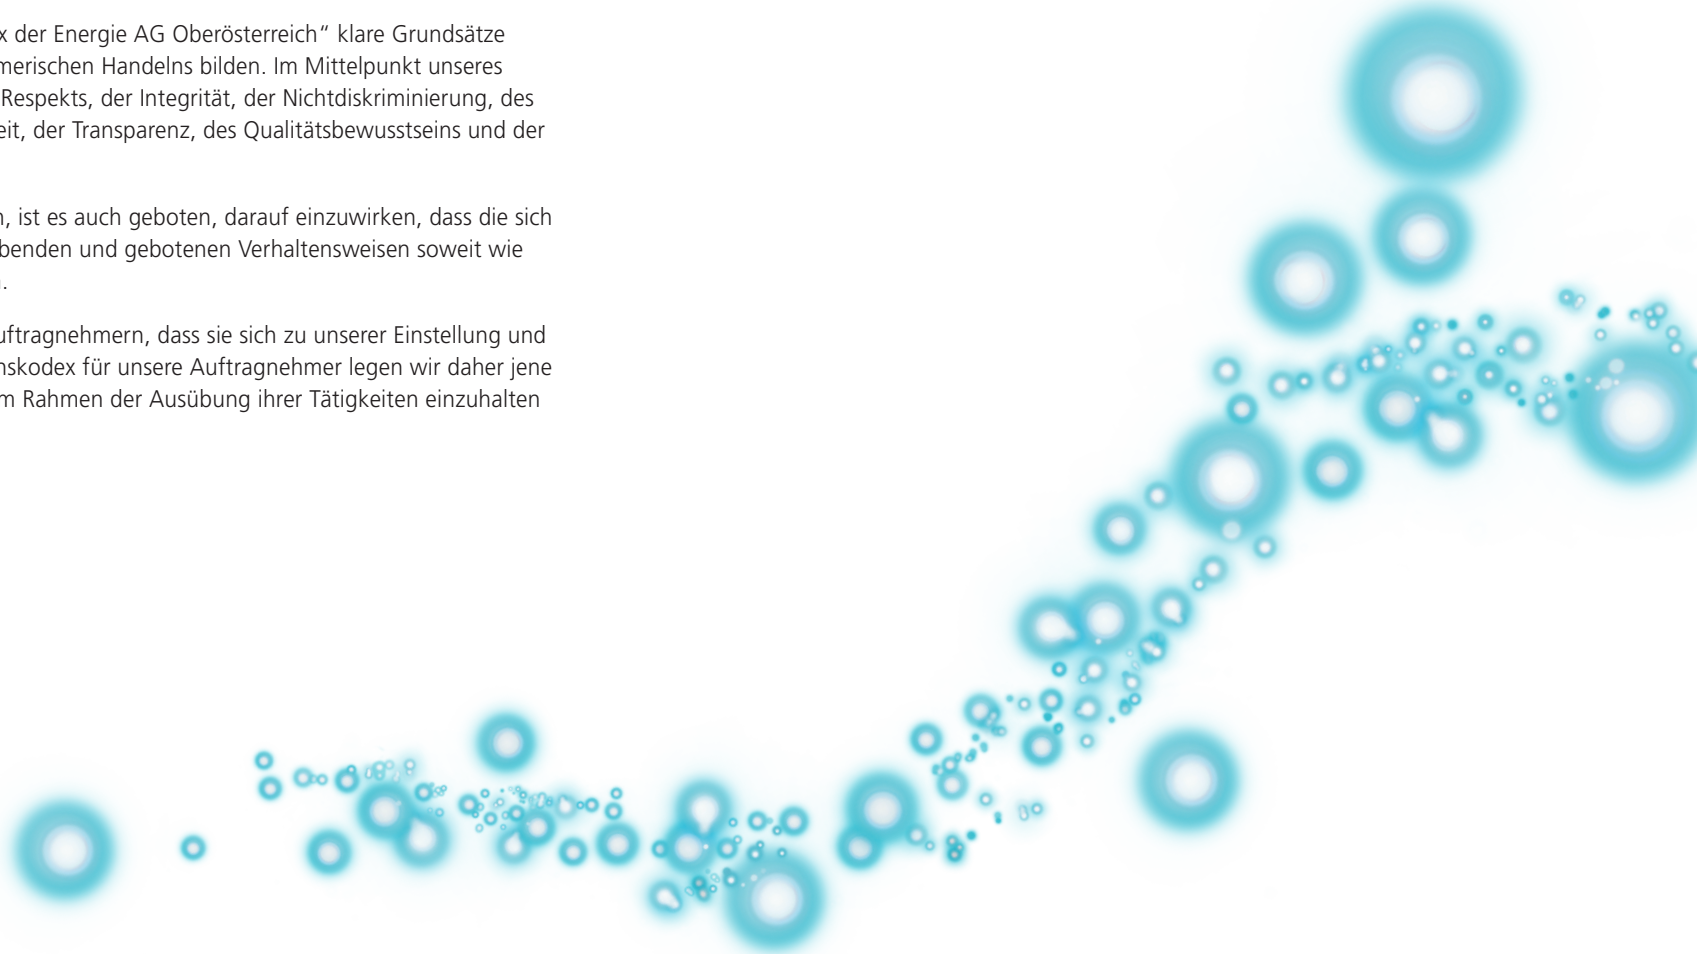 x der Energie AG Oberösterreich“ klare Grundsätze
merischen Handelns bilden. Im Mittelpunkt unseres
Respekts, der Integrität, der Nichtdiskriminierung, des
eit, der Transparenz, des Qualitätsbewusstseins und der
n, ist es auch geboten, darauf einzuwirken, dass die sich
benden und gebotenen Verhaltensweisen soweit wie
.
uftragnehmern, dass sie sich zu unserer Einstellung und
nskodex für unsere Auftragnehmer legen wir daher jene
m Rahmen der Ausübung ihrer Tätigkeiten einzuhalten